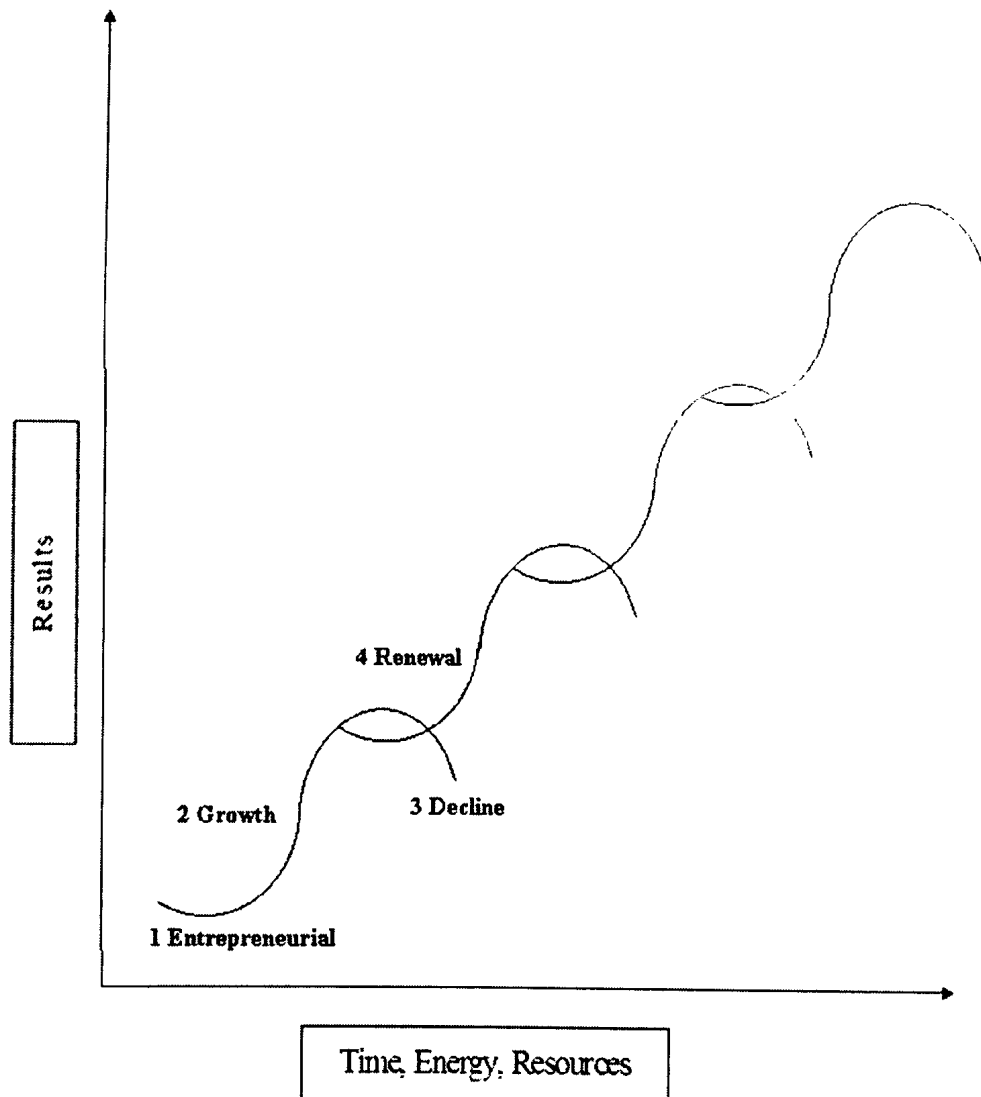 Results
4 Renewal
2 Growth
3 Decline
1 Entrepreneurial
Time, Energy, Resources